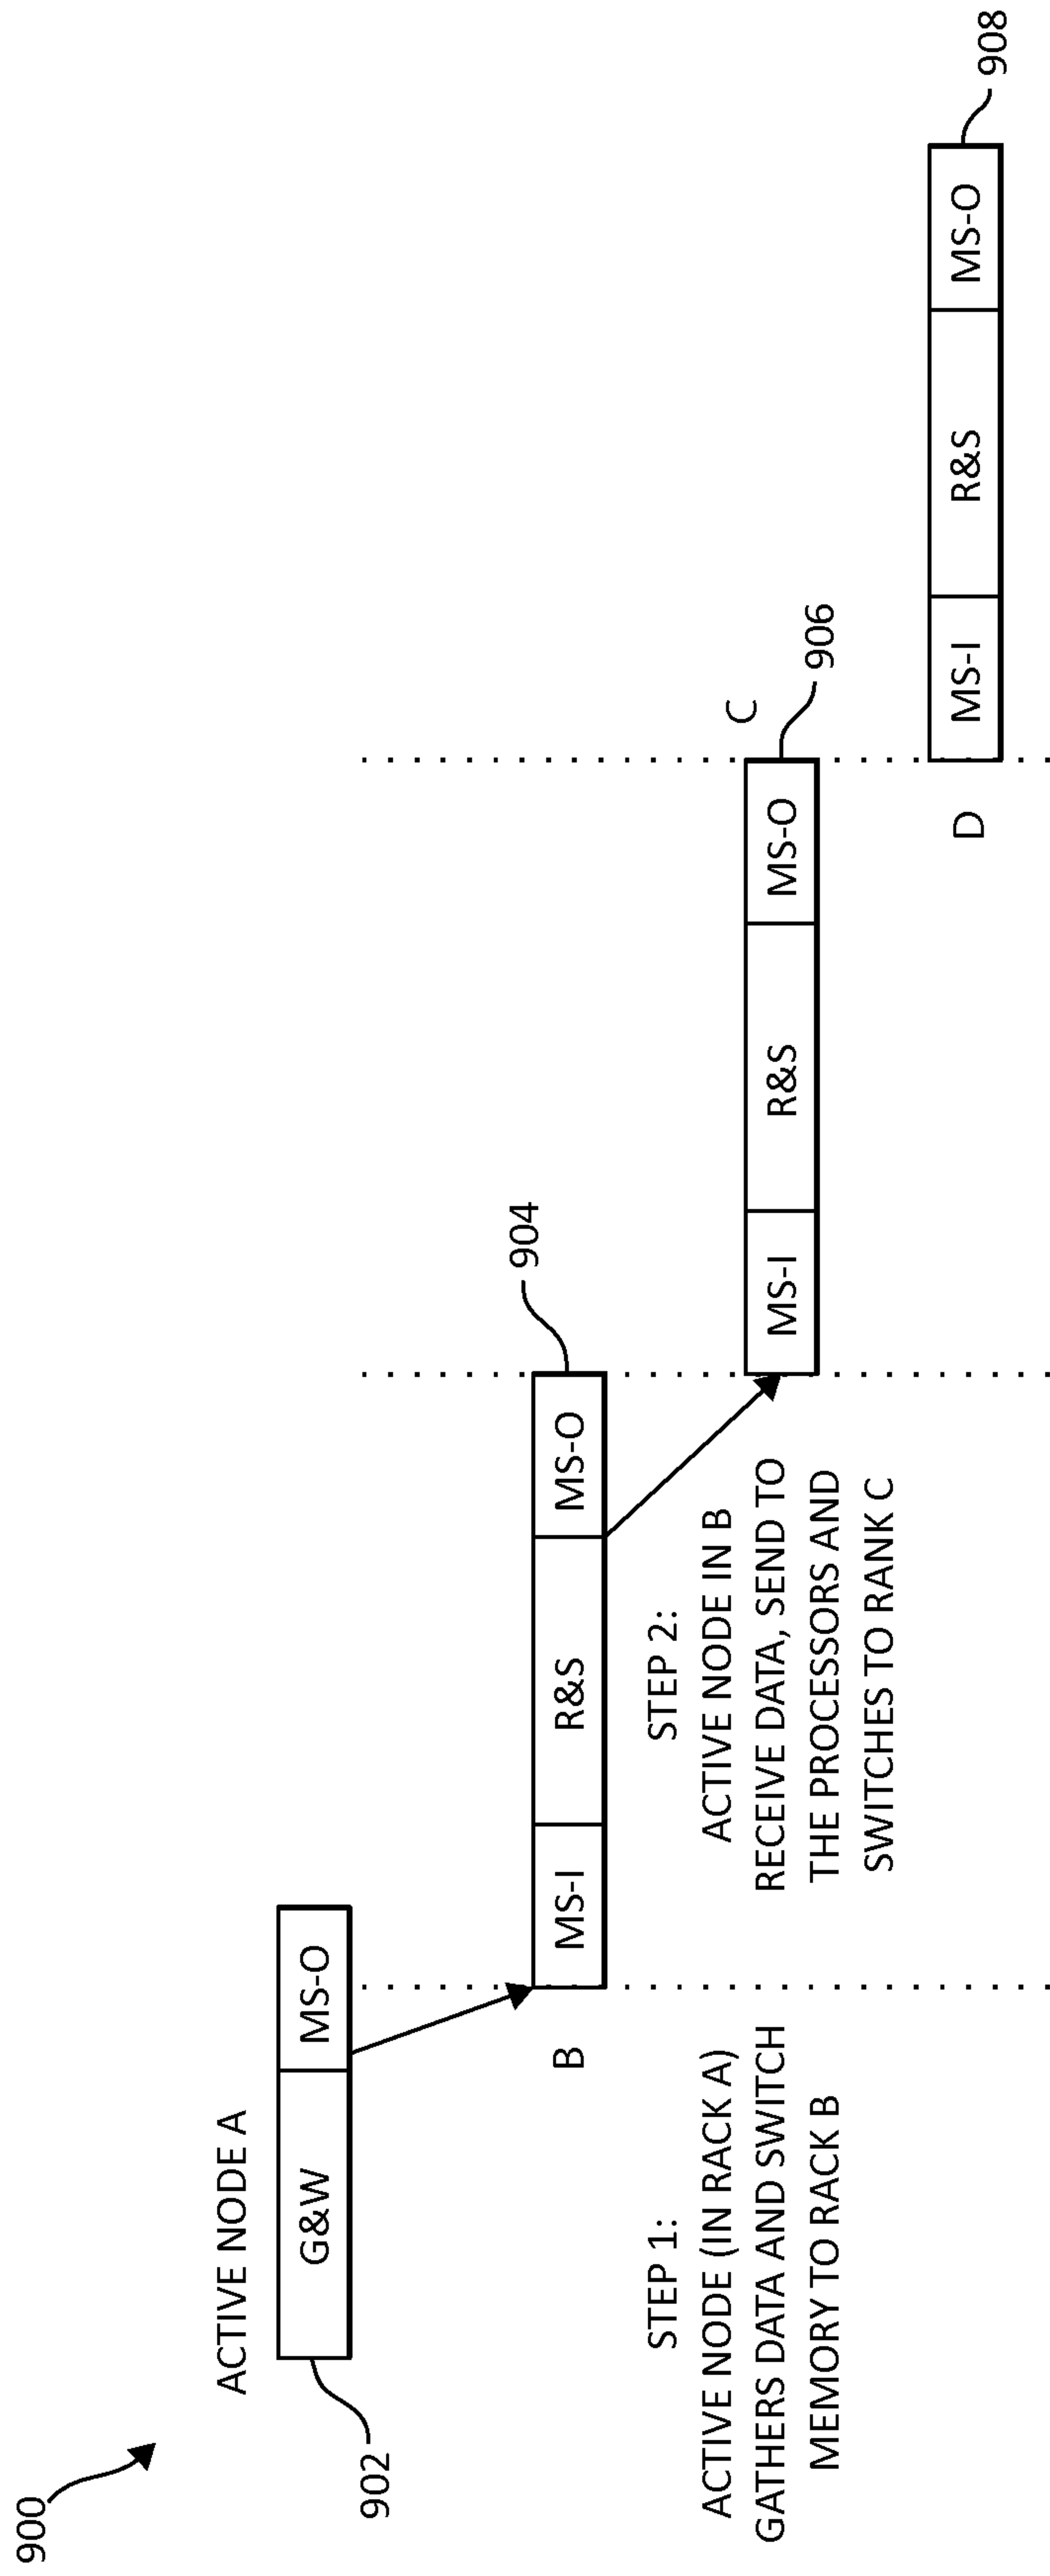 900
ACTIVE NODE A
G&W
MS-O
902
STEP 1:
ACTIVE NODE (IN RACK A)
GATHERS DATA AND SWITCH
MEMORY TO RACK B
B
MS-I
R&S
MS-O
904
STEP 2:
ACTIVE NODE IN B
RECEIVE DATA, SEND TO
THE PROCESSORS AND
SWITCHES TO RANK C
MS-I
R&S
MS-O
C
906
D
MS-I
R&S
MS-O
908